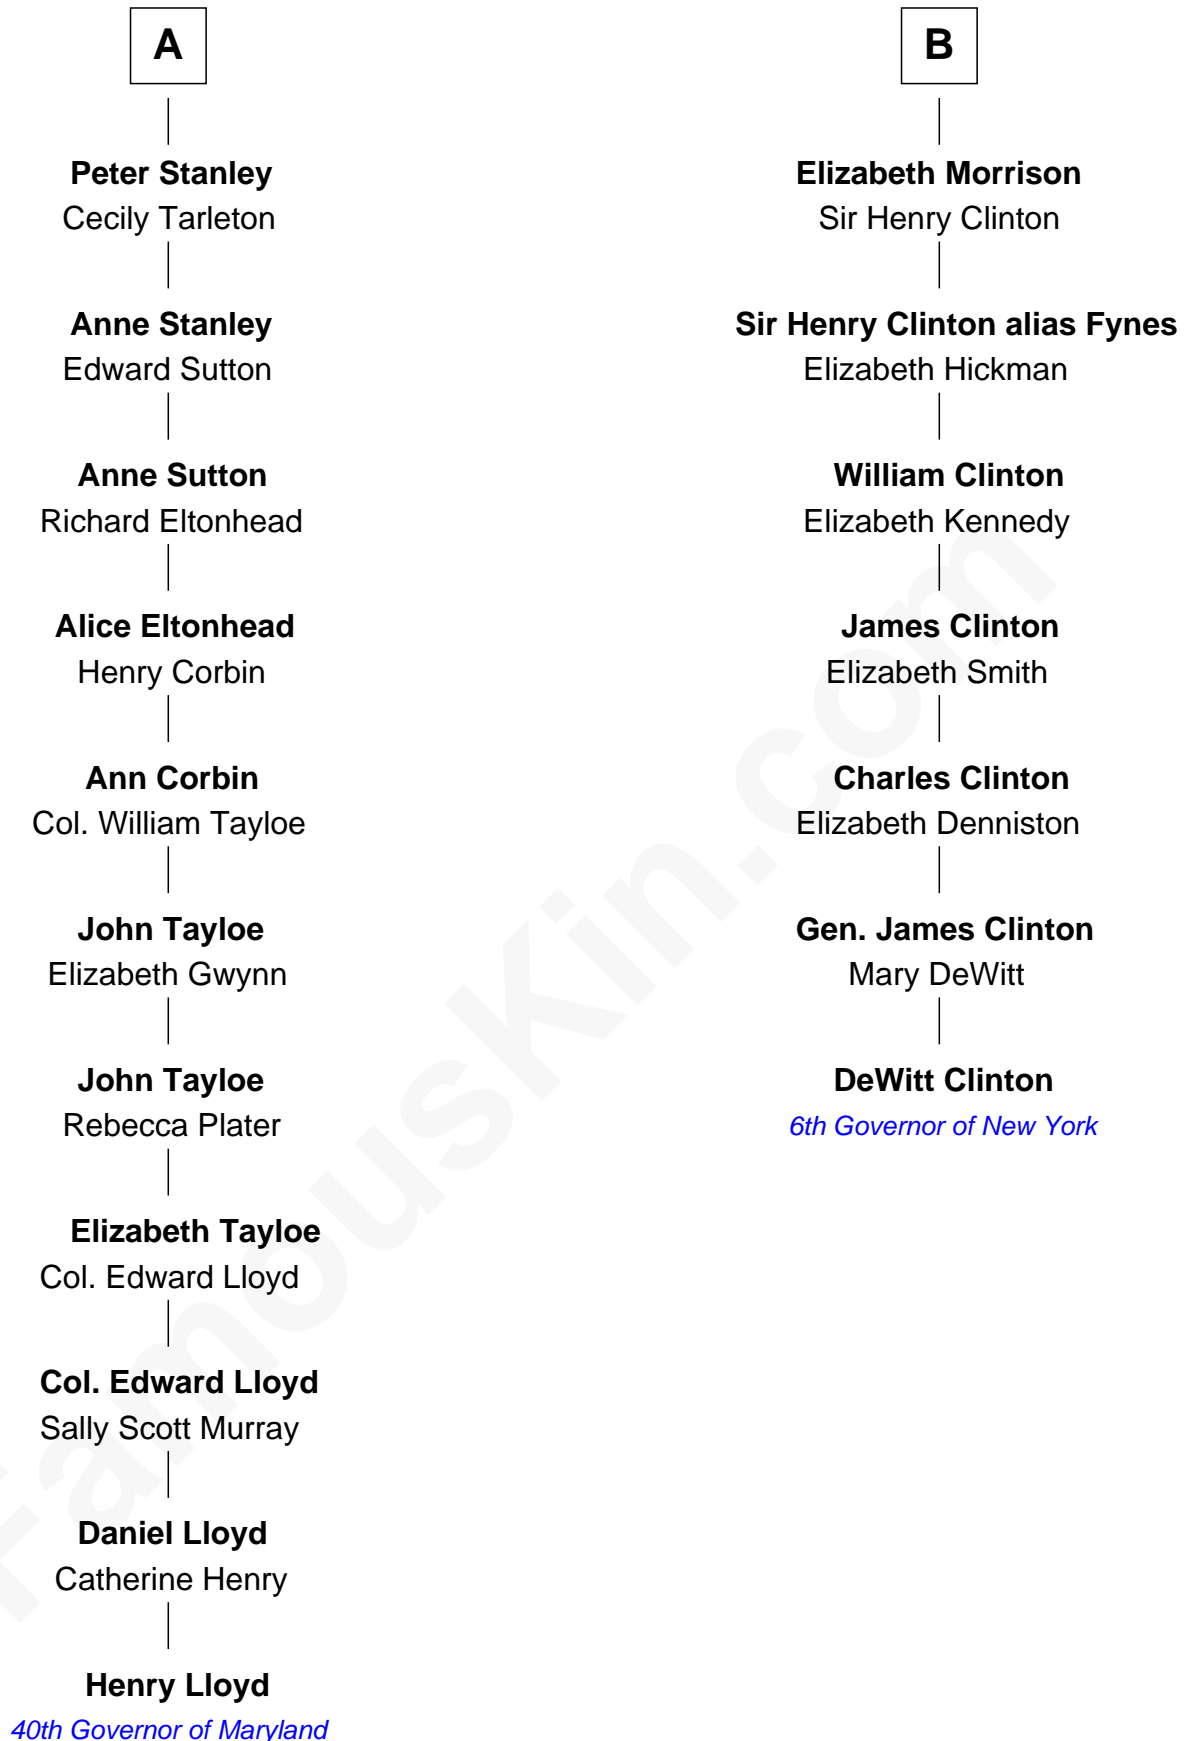 A
Peter Stanley
Cecily Tarleton
Anne Stanley
Edward Sutton
Anne Sutton
Richard Eltonhead
Alice Eltonhead
Henry Corbin
Ann Corbin
Col. William Tayloe
John Tayloe
Elizabeth Gwynn
John Tayloe
Rebecca Plater
Elizabeth Tayloe
Col. Edward Lloyd
Col. Edward Lloyd
Sally Scott Murray
Daniel Lloyd
Catherine Henry
Henry Lloyd
40th Governor of Maryland
B
Elizabeth Morrison
Sir Henry Clinton
Sir Henry Clinton alias Fynes
Elizabeth Hickman
William Clinton
Elizabeth Kennedy
James Clinton
Elizabeth Smith
Charles Clinton
Elizabeth Denniston
Gen. James Clinton
Mary DeWitt
DeWitt Clinton
6th Governor of New York
FamousKin.com